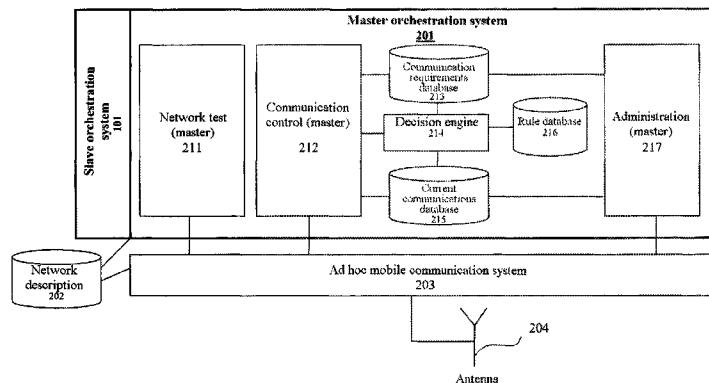 Master orchestration system
201
Slave orchestration
system
101
Network test
(master)
211
Communication
control (master)
212
Communication
requirements
database
213
Decision engine
214
Rule database
216
Current
communications
database
215
Administration
(master)
217
Network
description
202
Ad hoc mobile communication system
203
204
Antenna